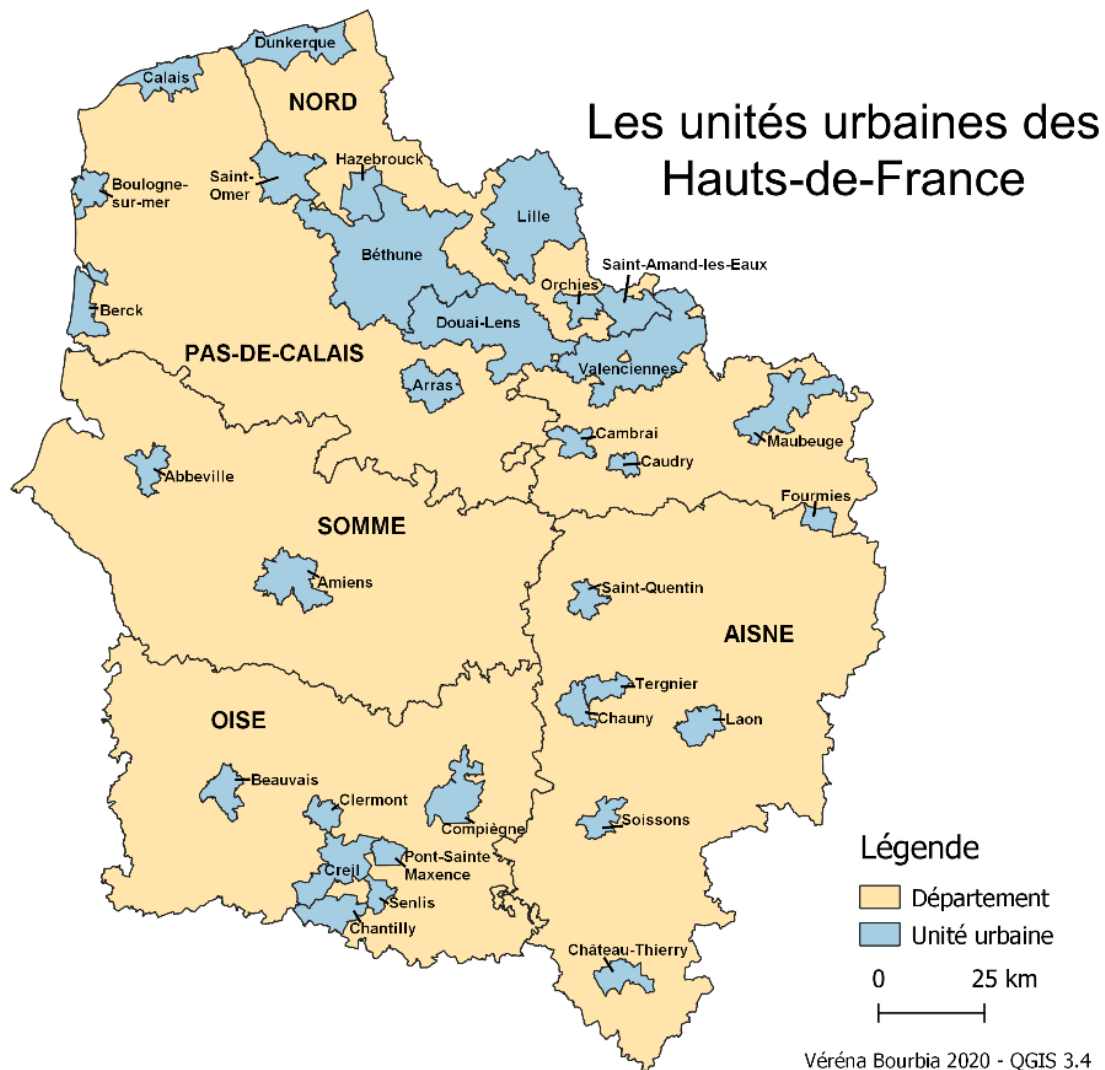 Les unités urbaines des
Hauts-de-France
Dunkerque
Calais
NORD
Hazebrouck
Saint-
Omer
Boulogne-
sur-mer
Lille
Béthune
Saint-Amand-les-Eaux
Orchies
Berck
Douai-Lens
PAS-DE-CALAIS
Valenciennes
Arras
Cambrai
Maubeuge
Caudry
Abbeville
Fourmies
SOMME
Amiens
Saint-Quentin
AISNE
Tergnier
OISE
Chauny
Laon
Beauvais
Clermont
Compiègne
Soissons
Pont-Sainte
Maxence
Creil
Senlis
Chantilly
Château-Thierry
Légende
Département
Unité urbaine
0 25 km
Véréna Bourbia 2020 - QGIS 3.4